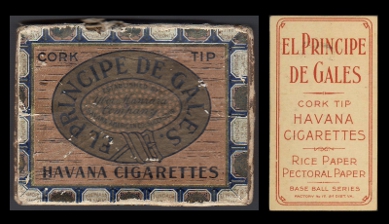 CORK TIP
EL PRINCIPE DE GALES
HAVANA CIGARETTES
EL PRINCIPE
DE GALES
CORK TIP
HAVANA
CIGARETTES
RICE PAPER
PECTORAL PAPER
BASE BALL SERIES